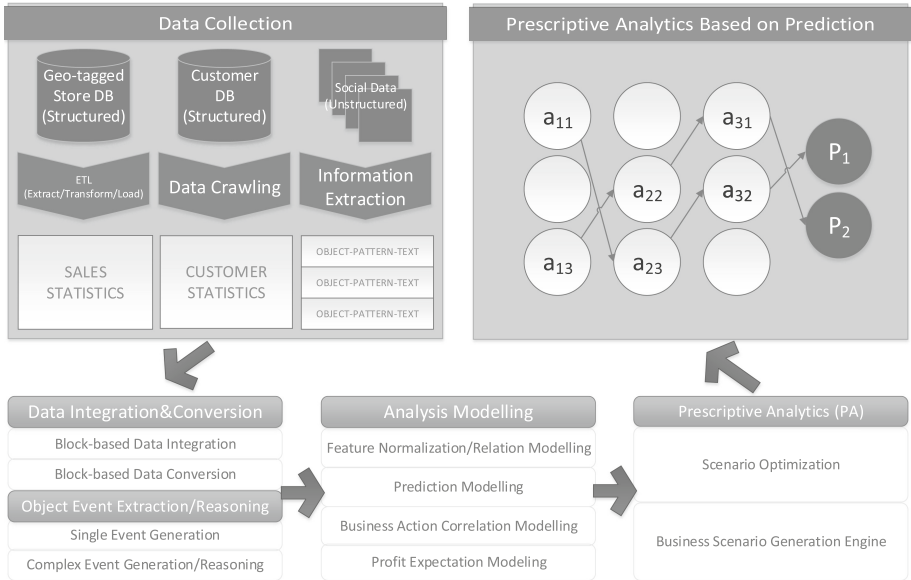 Data Collection
Geo-tagged
Store DB
(Structured)
Customer
DB
(Structured)
Social Data
(Unstructured)
ETL
(Extract/Transform/Load)
Data Crawling
Information
Extraction
SALES
STATISTICS
CUSTOMER
STATISTICS
OBJECT-PATTERN-TEXT
OBJECT-PATTERN-TEXT
OBJECT-PATTERN-TEXT
Prescriptive Analytics Based on Prediction
a11
a31
P1
a22
a32
P2
a13
a23
Data Integration&Conversion
Block-based Data Integration
Block-based Data Conversion
Object Event Extraction/Reasoning
Single Event Generation
Complex Event Generation/Reasoning
Analysis Modelling
Feature Normalization/Relation Modelling
Prediction Modelling
Business Action Correlation Modelling
Profit Expectation Modeling
Prescriptive Analytics (PA)
Scenario Optimization
Business Scenario Generation Engine